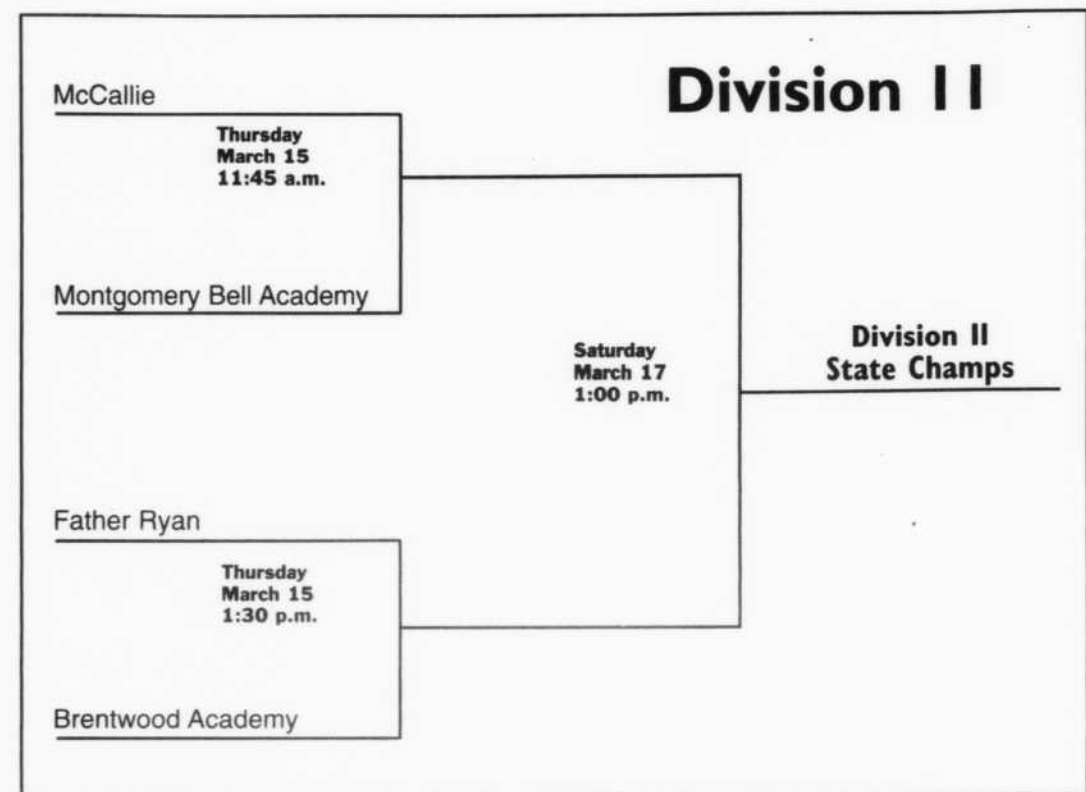 Division II
McCallie
Thursday
March 15
11:45 a.m.
Montgomery Bell Academy
Saturday
March 17
1:00 p.m.
Division II
State Champs
Father Ryan
Thursday
March 15
1:30 p.m.
Brentwood Academy